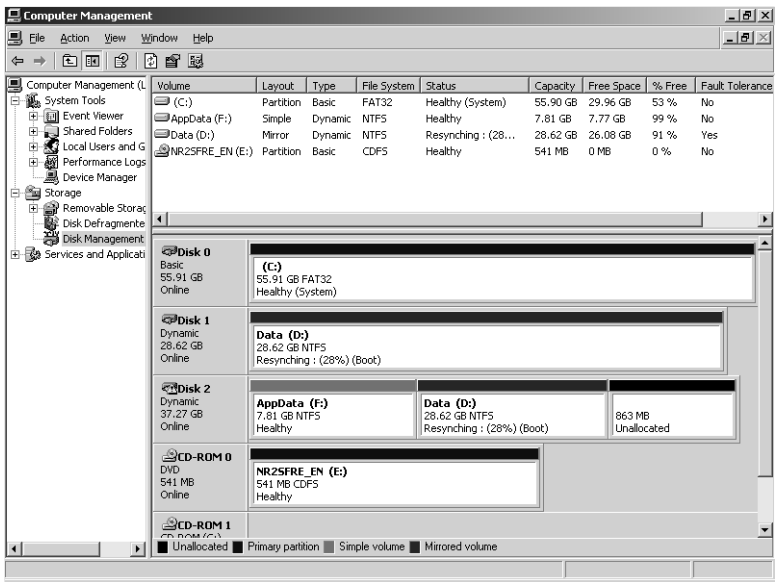 Computer Management
File Action View Window Help
Computer Management (L
System Tools
Event Viewer
Shared Folders
Local Users and G
Performance Logs
Device Manager
Storage
Removable Storag
Disk Defragmente
Disk Management
Services and Applicati
Volume Layout Type File System Status Capacity Free Space % Free Fault Tolerance
(C:) Partition Basic FAT32 Healthy (System) 55.90 GB 29.96 GB 53 % No
AppData (F:) Simple Dynamic NTFS Healthy 7.81 GB 7.77 GB 99 % No
Data (D:) Mirror Dynamic NTFS Resynching : (28... 28.62 GB 26.08 GB 91 % Yes
NR2SFRE_EN (E:) Partition Basic CDFS Healthy 541 MB 0 MB 0 % No
Disk 0
Basic
55.91 GB
Online
(C:)
55.91 GB FAT32
Healthy (System)
Disk 1
Dynamic
28.62 GB
Online
Data (D:)
28.62 GB NTFS
Resynching : (28%) (Boot)
Disk 2
Dynamic
37.27 GB
Online
AppData (F:)
7.81 GB NTFS
Healthy
Data (D:)
28.62 GB NTFS
Resynching : (28%) (Boot)
863 MB
Unallocated
CD-ROM 0
DVD
541 MB
Online
NR2SFRE_EN (E:)
541 MB CDFS
Healthy
CD-ROM 1
CD-ROM (G:)
Unallocated Primary partition Simple volume Mirrored volume